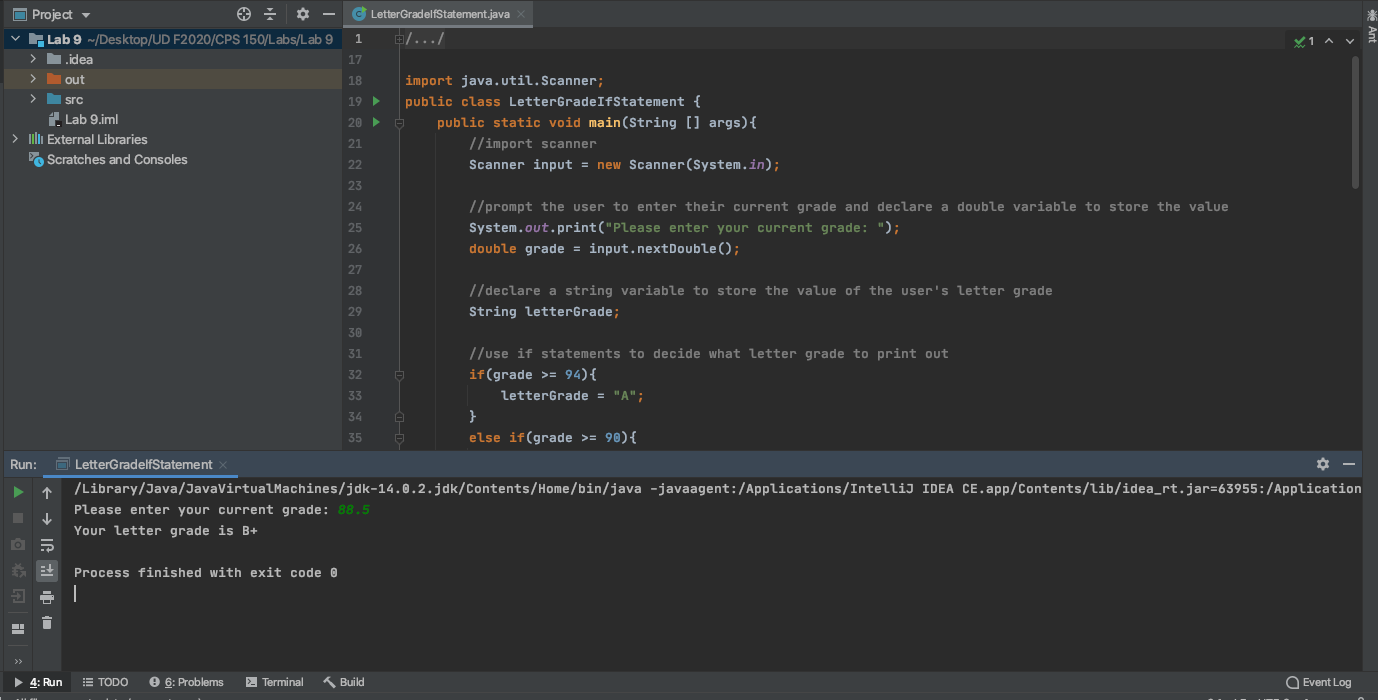 Project
LetterGradeIfStatement.java
Lab 9 ~/Desktop/UD F2020/CPS 150/Labs/Lab 9
.idea
out
src
Lab 9.iml
External Libraries
Scratches and Consoles
1 /.../
17
18 import java.util.Scanner;
19 public class LetterGradeIfStatement {
20 public static void main(String [] args){
21 //import scanner
22 Scanner input = new Scanner(System.in);
23
24 //prompt the user to enter their current grade and declare a double variable to store the value
25 System.out.print("Please enter your current grade: ");
26 double grade = input.nextDouble();
27
28 //declare a string variable to store the value of the user's letter grade
29 String letterGrade;
30
31 //use if statements to decide what letter grade to print out
32 if(grade >= 94){
33 letterGrade = "A";
34 }
35 else if(grade >= 90){
1
Ant
Run: LetterGradeIfStatement
/Library/Java/JavaVirtualMachines/jdk-14.0.2.jdk/Contents/Home/bin/java -javaagent:/Applications/IntelliJ IDEA CE.app/Contents/lib/idea_rt.jar=63955:/Application
Please enter your current grade: 88.5
Your letter grade is B+
Process finished with exit code 0
4: Run TODO 6: Problems Terminal Build Event Log